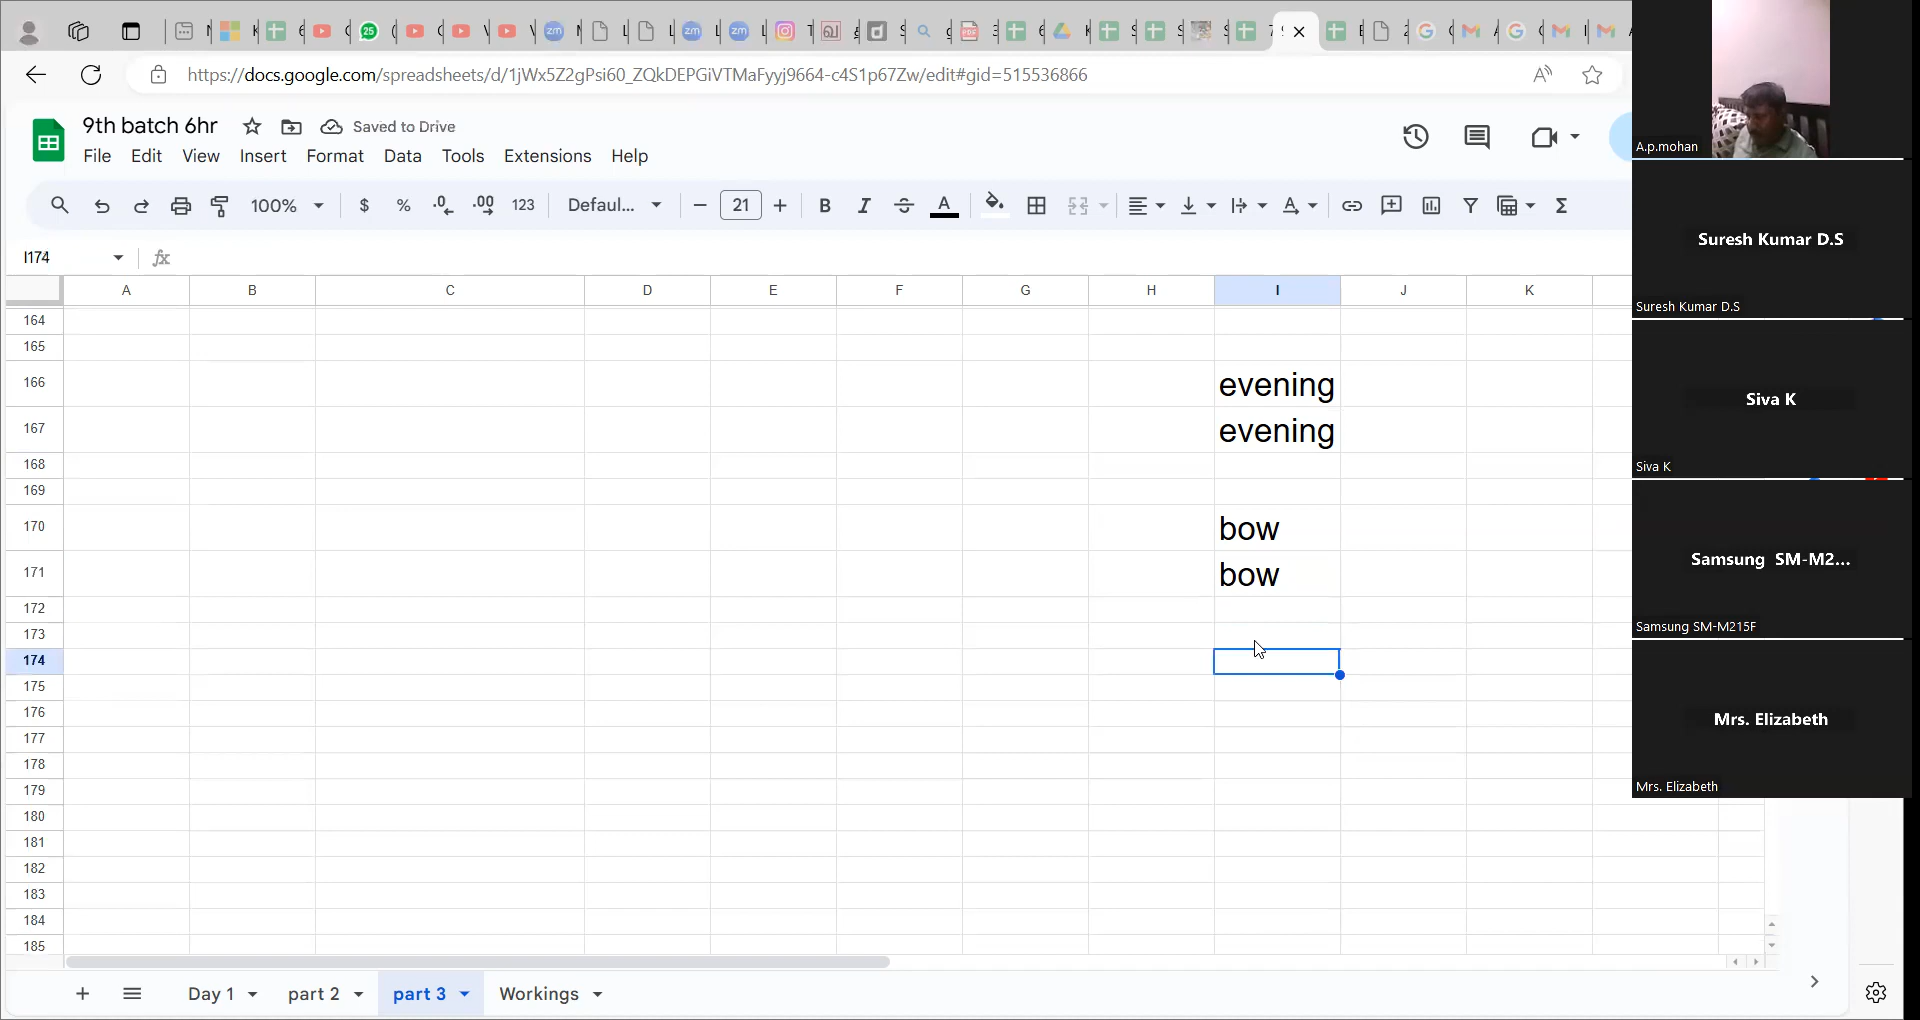 https://docs.google.com/spreadsheets/d/1jWx5Z2gPsi60_ZQkDEPGiVTMaFyyj9664-c4S1p67Zw/edit#gid=515536866
9th batch 6hr
Saved to Drive
File Edit View Insert Format Data Tools Extensions Help
100% $ % .0 .00 123 Defaul... 21 B I A
I174 fx
A B C D E F G H I J K
164
165
166 evening
167 evening
168
169
170 bow
171 bow
172
173
174
175
176
177
178
179
180
181
182
183
184
185
Day 1 part 2 part 3 Workings
A.p.mohan
Suresh Kumar D.S
Suresh Kumar D.S
Siva K
Siva K
Samsung SM-M2...
Samsung SM-M215F
Mrs. Elizabeth
Mrs. Elizabeth